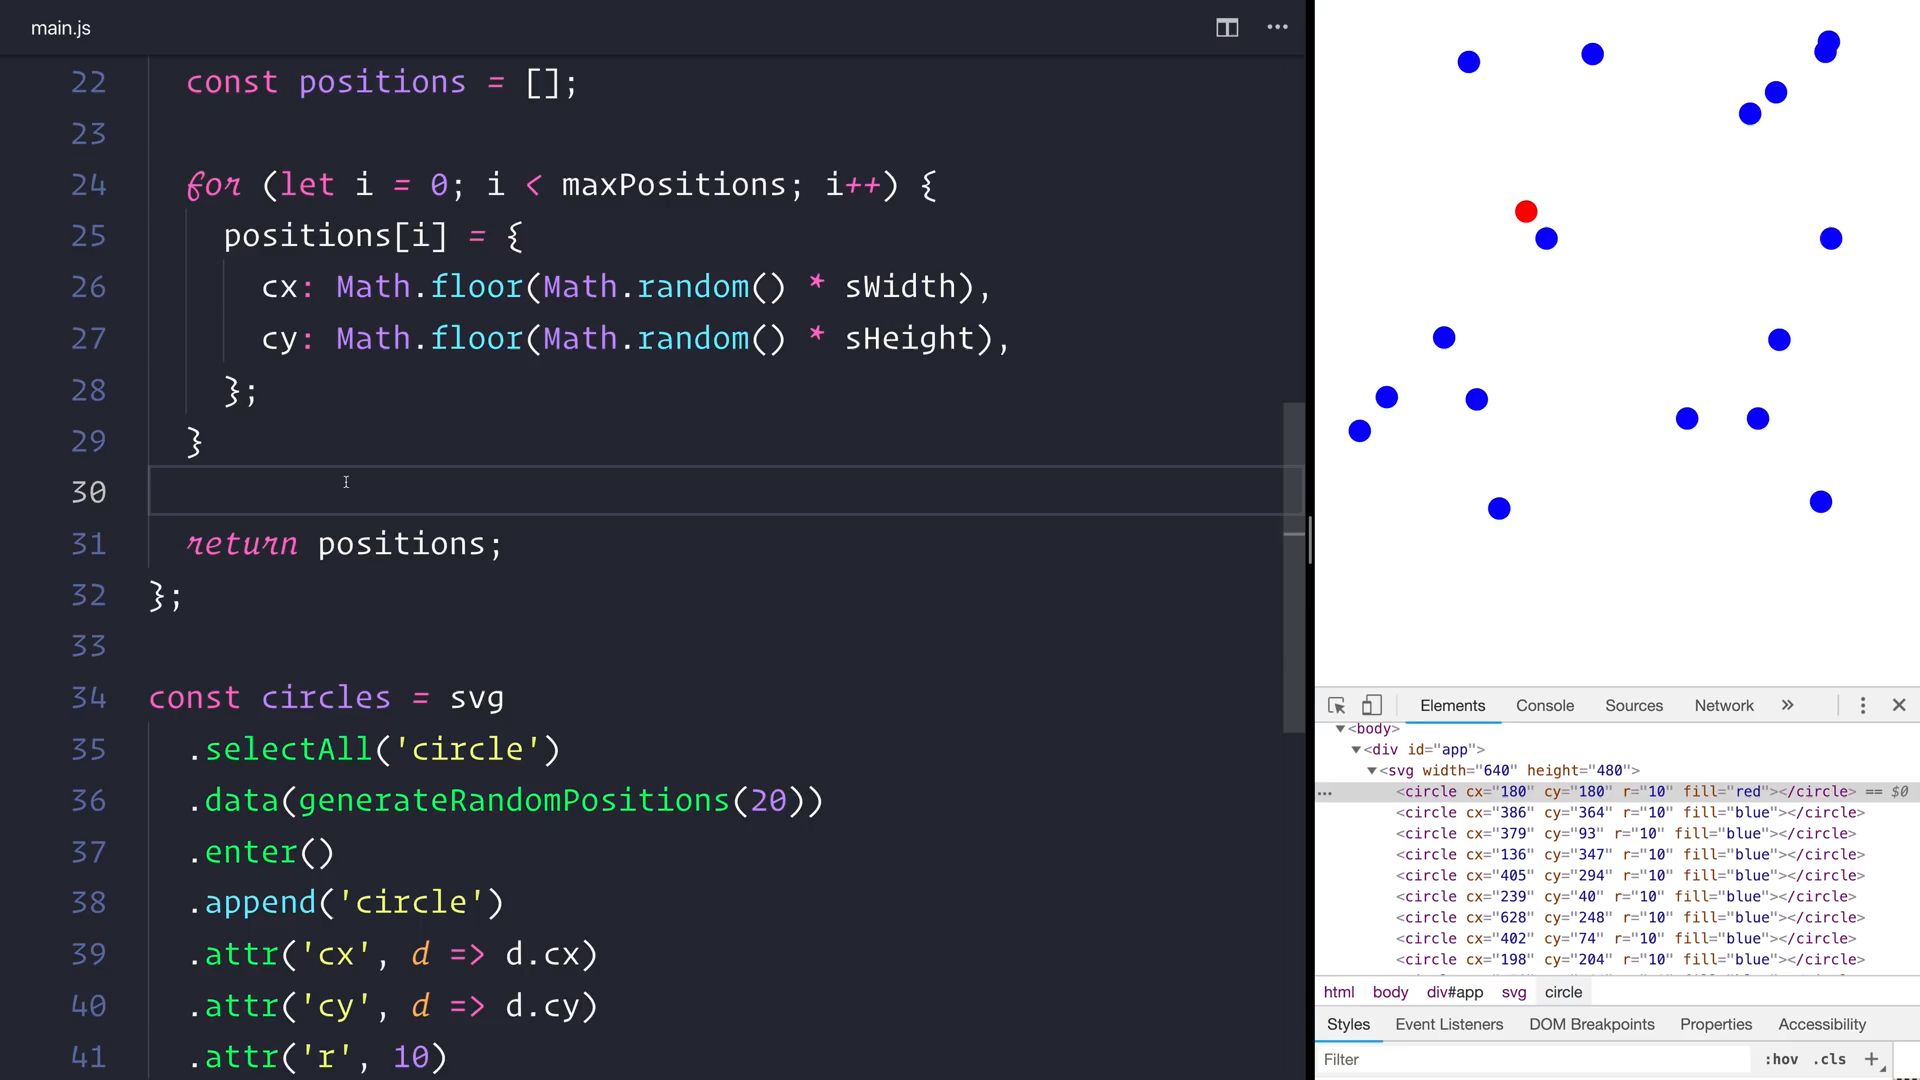 main.js
22 const positions = [];
23
24 for (let i = 0; i < maxPositions; i++) {
25 positions[i] = {
26 cx: Math.floor(Math.random() * sWidth),
27 cy: Math.floor(Math.random() * sHeight),
28 };
29 }
30
31 return positions;
32 };
33
34 const circles = svg
35 .selectAll('circle')
36 .data(generateRandomPositions(20))
37 .enter()
38 .append('circle')
39 .attr('cx', d => d.cx)
40 .attr('cy', d => d.cy)
41 .attr('r', 10)
Elements Console Sources Network »
▼<body>
▼<div id="app">
▼<svg width="640" height="480">
… <circle cx="180" cy="180" r="10" fill="red"></circle> == $0
<circle cx="386" cy="364" r="10" fill="blue"></circle>
<circle cx="379" cy="93" r="10" fill="blue"></circle>
<circle cx="136" cy="347" r="10" fill="blue"></circle>
<circle cx="405" cy="294" r="10" fill="blue"></circle>
<circle cx="239" cy="40" r="10" fill="blue"></circle>
<circle cx="628" cy="248" r="10" fill="blue"></circle>
<circle cx="402" cy="74" r="10" fill="blue"></circle>
<circle cx="198" cy="204" r="10" fill="blue"></circle>
html body div#app svg circle
Styles Event Listeners DOM Breakpoints Properties Accessibility
Filter :hov .cls +